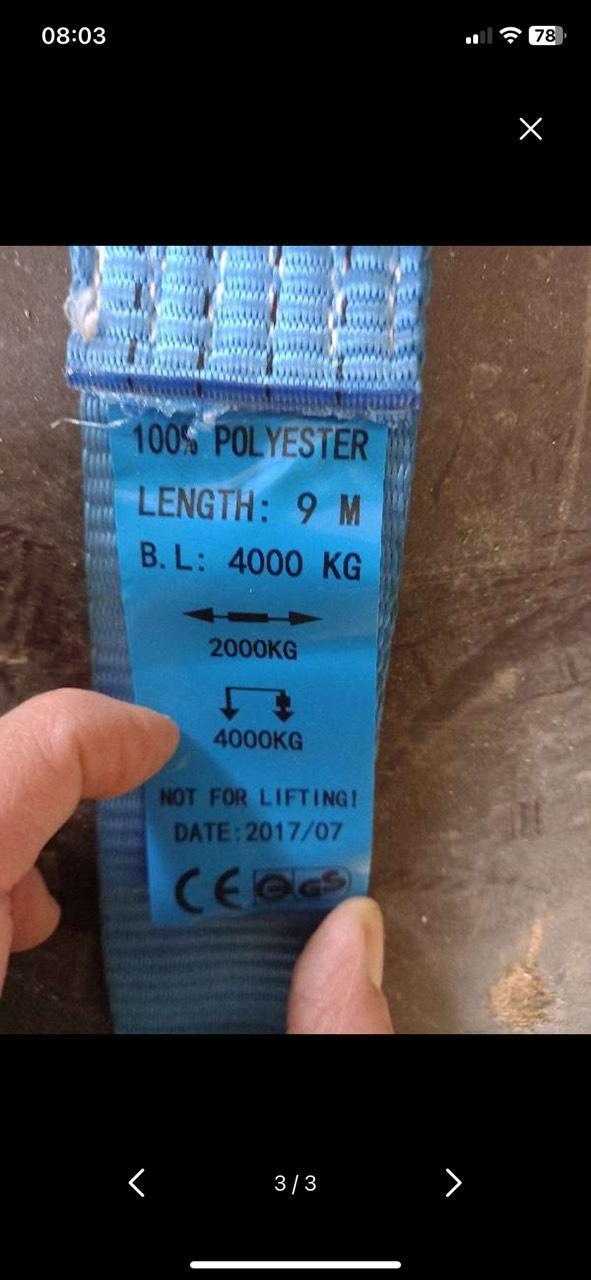 08:03
78
100% POLYESTER
LENGTH: 9 M
B.L: 4000 KG
2000KG
4000KG
NOT FOR LIFTING!
DATE:2017/07
CE GS
3/3